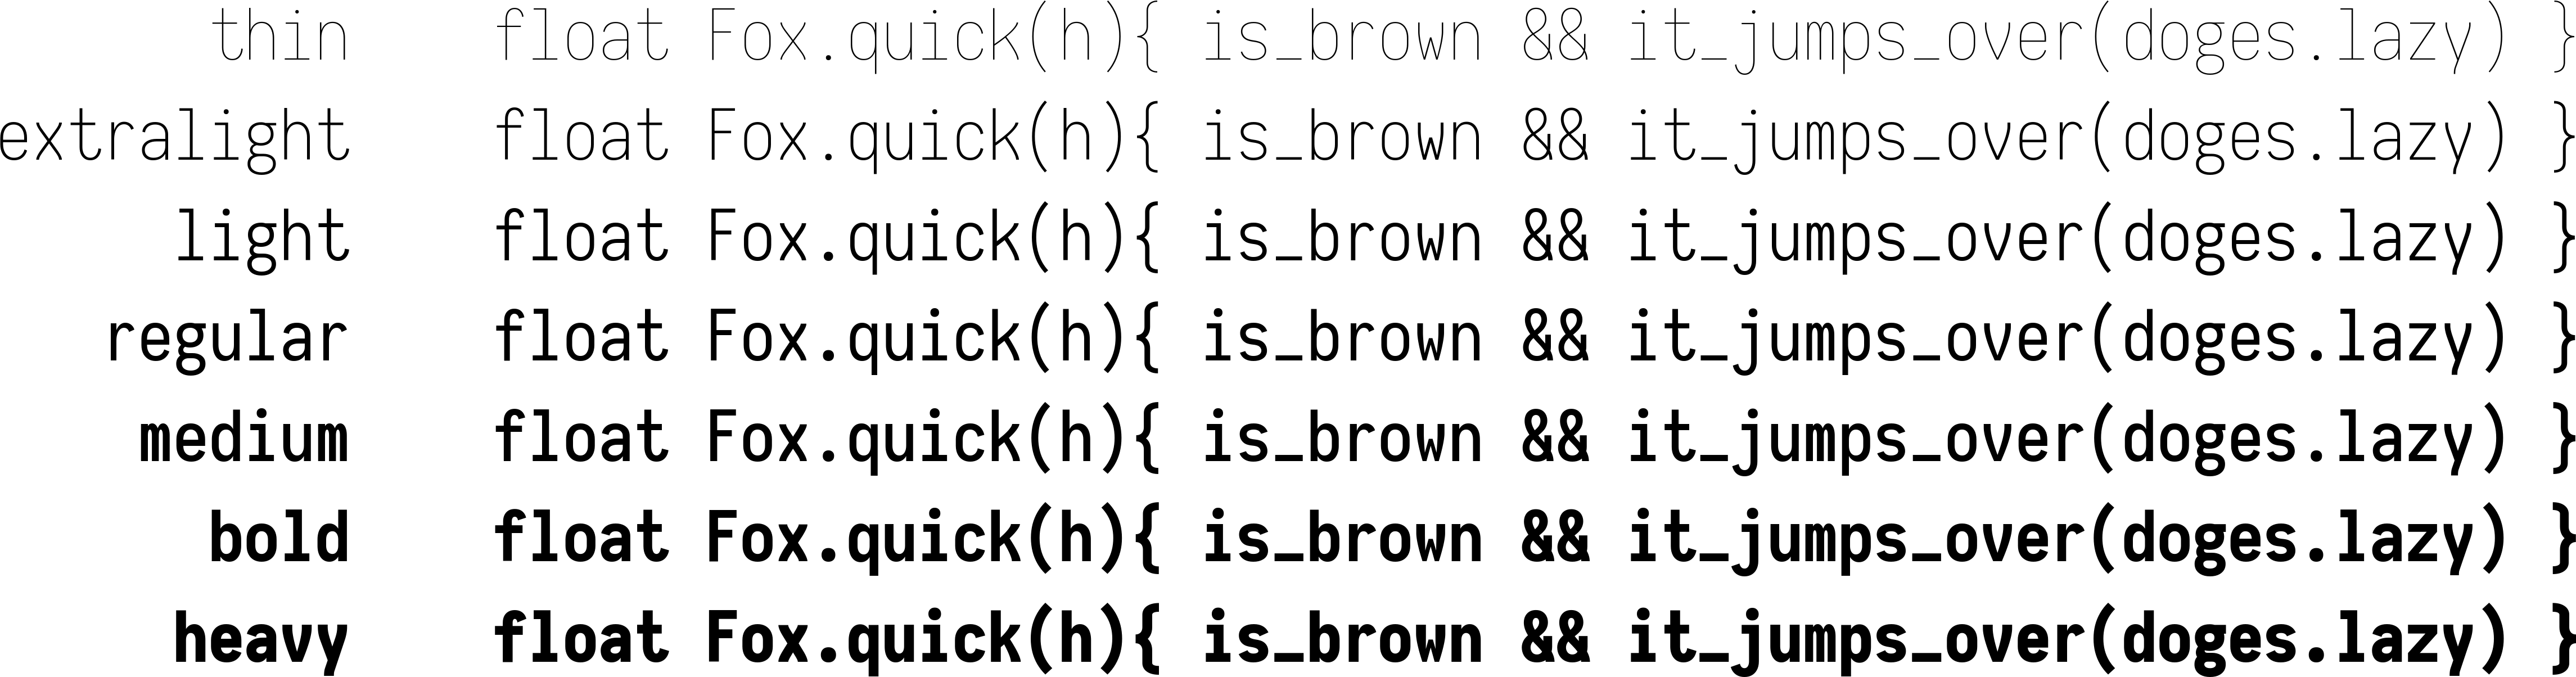 thin float Fox.quick(h){ is_brown && it_jumps_over(doges.lazy) }
extralight float Fox.quick(h){ is_brown && it_jumps_over(doges.lazy) }
light float Fox.quick(h){ is_brown && it_jumps_over(doges.lazy) }
regular float Fox.quick(h){ is_brown && it_jumps_over(doges.lazy) }
medium float Fox.quick(h){ is_brown && it_jumps_over(doges.lazy) }
bold float Fox.quick(h){ is_brown && it_jumps_over(doges.lazy) }
heavy float Fox.quick(h){ is_brown && it_jumps_over(doges.lazy) }